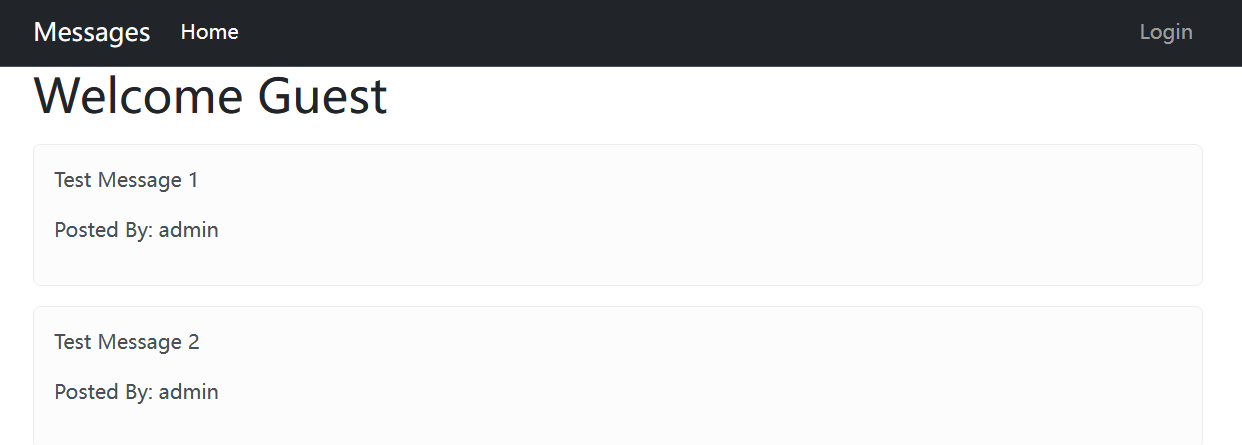 Messages Home Login
Welcome Guest
Test Message 1
Posted By: admin
Test Message 2
Posted By: admin